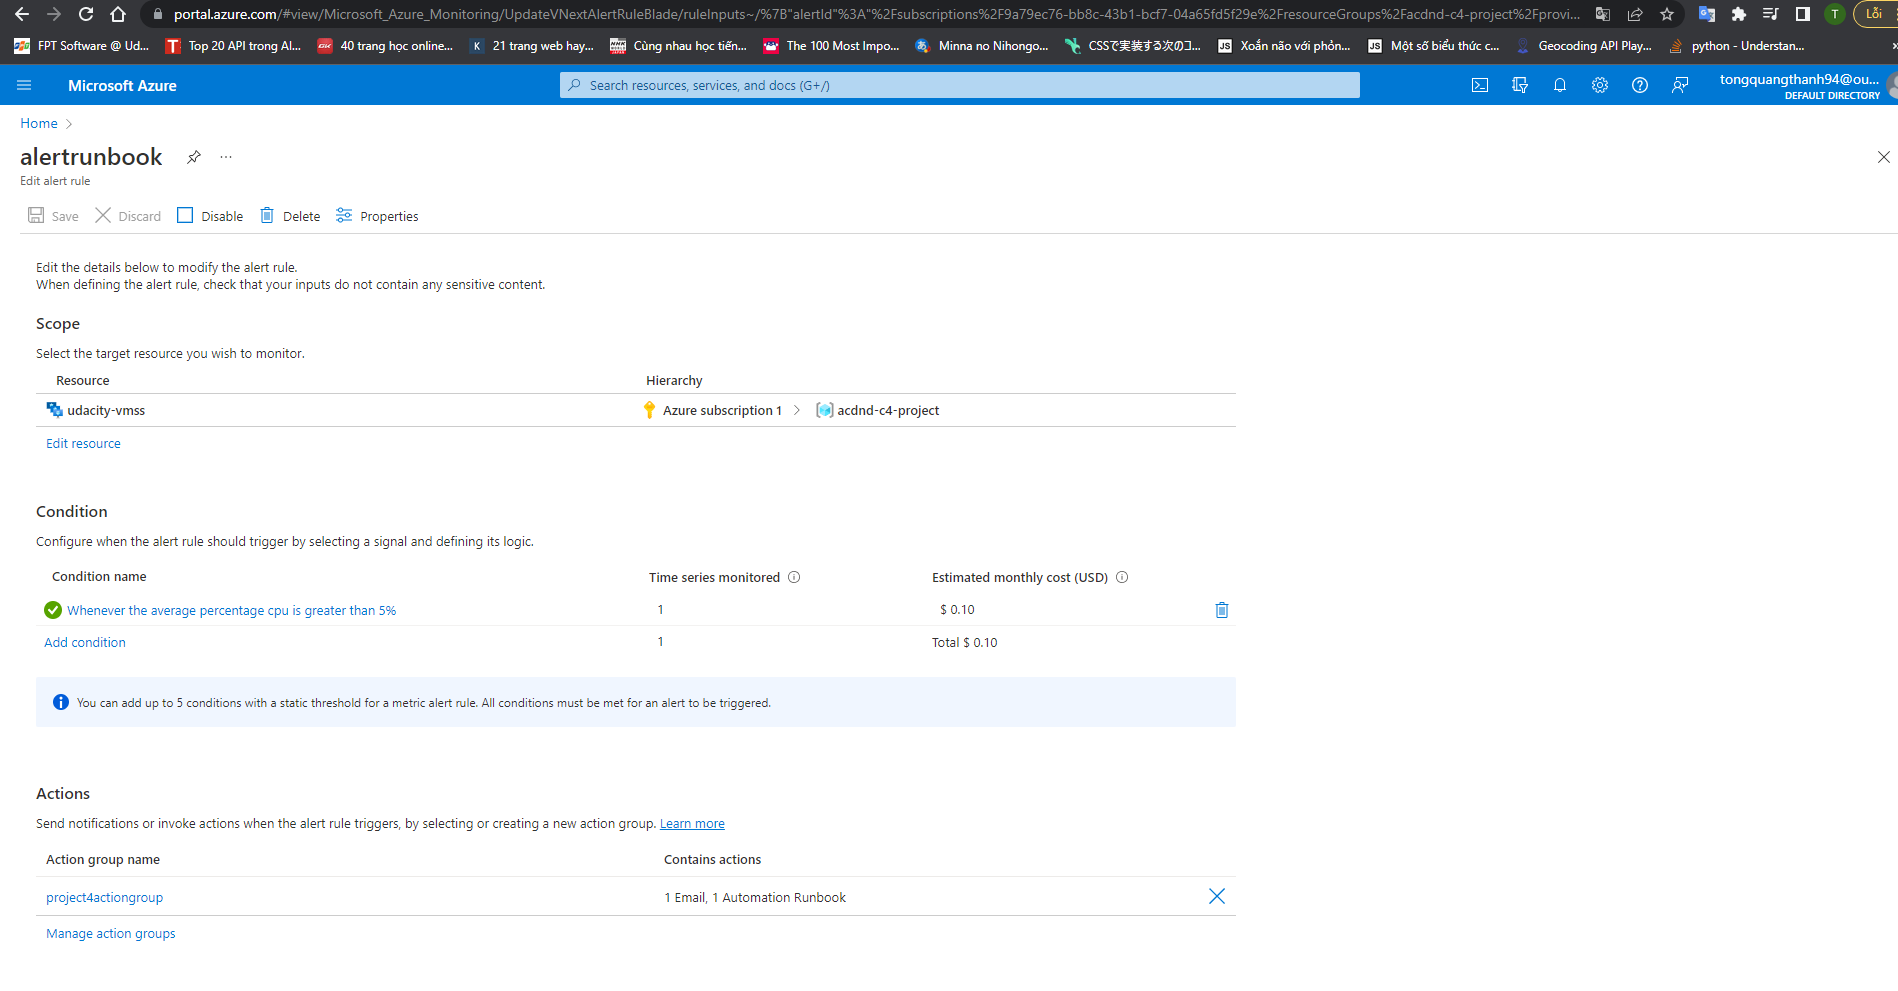 portal.azure.com/#view/Microsoft_Azure_Monitoring/UpdateVNextAlertRuleBlade/ruleInputs~/%7B"alertId"%3A"%2Fsubscriptions%2F9a79ec76-bb8c-43b1-bcf7-04a65fd5f29e%2FresourceGroups%2Facdnd-c4-project%2Fprovi...
T Lỗi
FPT Software @ Ud... Top 20 API trong AI... 40 trang học online... 21 trang web hay... Cùng nhau học tiến... The 100 Most Impo... Minna no Nihongo... CSSで実装する次のコ... Xoắn não với phỏn... Một số biểu thức c... Geocoding API Play... python - Understan...
Microsoft Azure
Search resources, services, and docs (G+/)
tongquangthanh94@ou...
DEFAULT DIRECTORY
Home >
alertrunbook
Edit alert rule
Save Discard Disable Delete Properties
Edit the details below to modify the alert rule.
When defining the alert rule, check that your inputs do not contain any sensitive content.
Scope
Select the target resource you wish to monitor.
Resource Hierarchy
udacity-vmss Azure subscription 1 > acdnd-c4-project
Edit resource
Condition
Configure when the alert rule should trigger by selecting a signal and defining its logic.
Condition name Time series monitored Estimated monthly cost (USD)
Whenever the average percentage cpu is greater than 5% 1 $ 0.10
Add condition 1 Total $ 0.10
You can add up to 5 conditions with a static threshold for a metric alert rule. All conditions must be met for an alert to be triggered.
Actions
Send notifications or invoke actions when the alert rule triggers, by selecting or creating a new action group. Learn more
Action group name Contains actions
project4actiongroup 1 Email, 1 Automation Runbook
Manage action groups